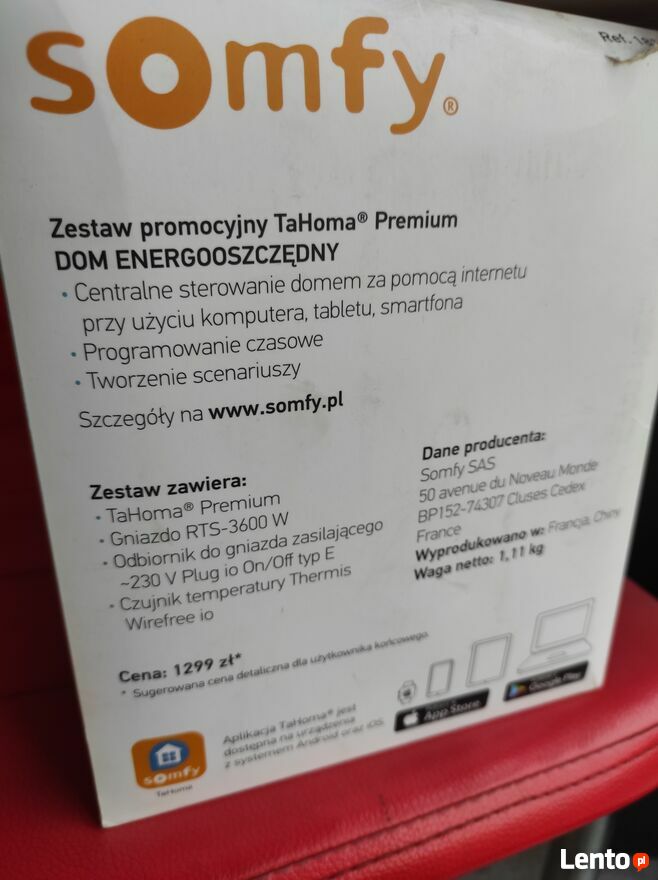 somfy®
Ref. 18
Zestaw promocyjny TaHoma® Premium
DOM ENERGOOSZCZĘDNY
• Centralne sterowanie domem za pomocą internetu
przy użyciu komputera, tabletu, smartfona
• Programowanie czasowe
• Tworzenie scenariuszy
Szczegóły na www.somfy.pl
Zestaw zawiera:
• TaHoma® Premium
• Gniazdo RTS-3600 W
• Odbiornik do gniazda zasilającego
~230 V Plug io On/Off typ E
• Czujnik temperatury Thermis
Wirefree io
Dane producenta:
Somfy SAS
50 avenue du Noveau Monde
BP152-74307 Cluses Cedex
France
Wyprodukowano w: Francja, Chiny
Waga netto: 1,11 kg
Cena: 1299 zł*
* Sugerowana cena detaliczna dla użytkownika końcowego.
somfy
TaHoma
Aplikacja TaHoma® jest
dostępna na urządzenia
z systemem Android oraz iOS.
App Store
Google Play
Lento.pl